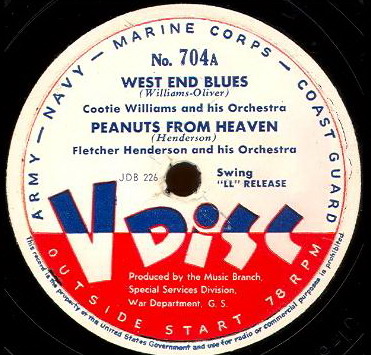 ARMY — NAVY — MARINE CORPS — COAST GUARD
No. 704A
WEST END BLUES
(Williams-Oliver)
Cootie Williams and his Orchestra
PEANUTS FROM HEAVEN
(Henderson)
Fletcher Henderson and his Orchestra
JDB 226
Swing
"LL" RELEASE
V DISC
Produced by the Music Branch,
Special Services Division,
War Department, G. S.
OUTSIDE START 78 RPM
This record is the property of the United States Government and use for radio or commercial purposes is prohibited.